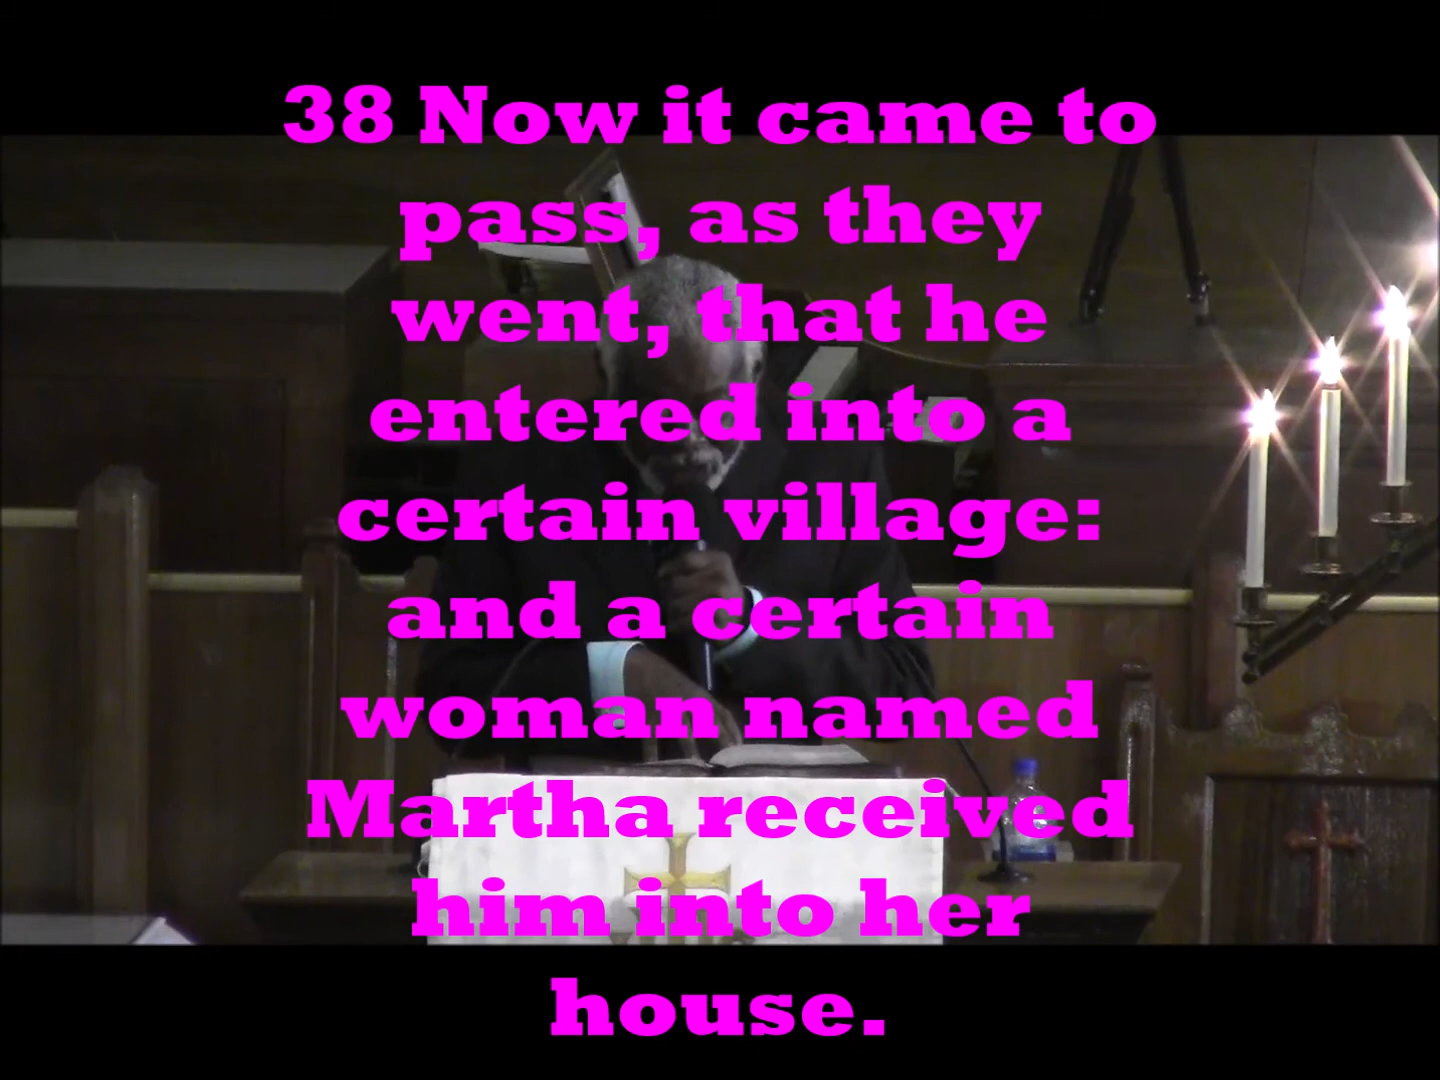 38 Now it came to
pass, as they
went, that he
entered into a
certain village:
and a certain
woman named
Martha received
him into her
house.